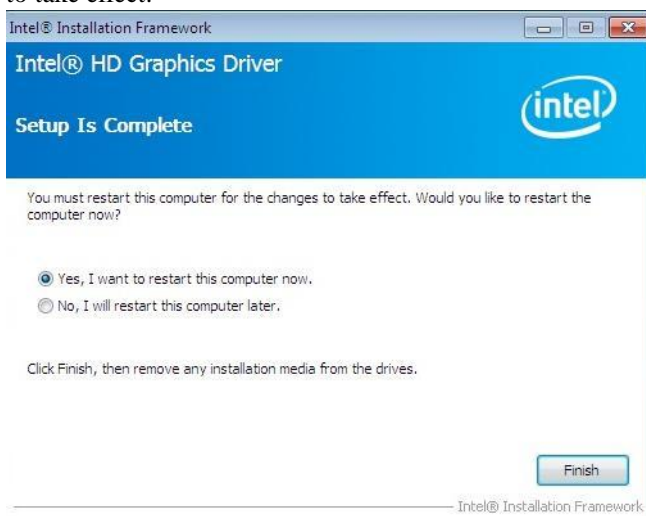 to take effect.
Intel® Installation Framework
Intel® HD Graphics Driver
Setup Is Complete
intel
You must restart this computer for the changes to take effect. Would you like to restart the
computer now?
Yes, I want to restart this computer now.
No, I will restart this computer later.
Click Finish, then remove any installation media from the drives.
Finish
Intel® Installation Framework